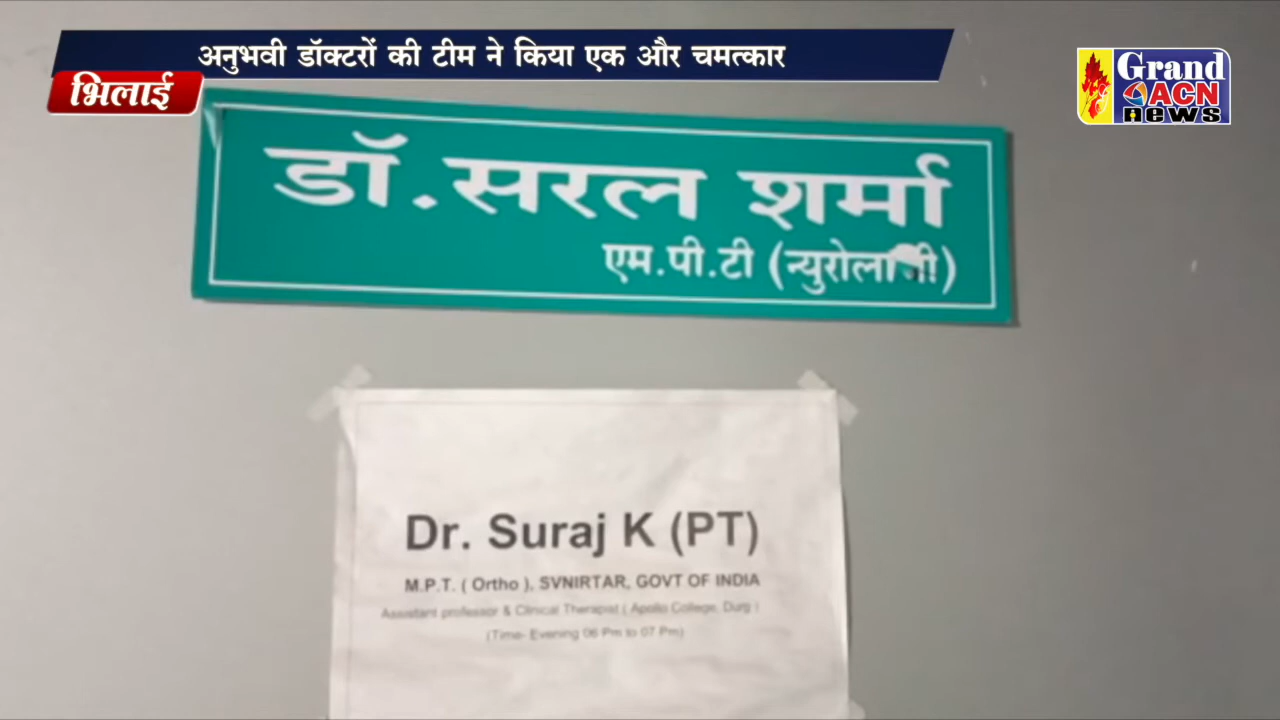 अनुभवी डॉक्टरों की टीम ने किया एक और चमत्कार
भिलाई
Grand
ACN
news
डॉ.सरल शर्मा
एम.पी.टी (न्युरोलाजी)
Dr. Suraj K (PT)
M.P.T. ( Ortho ), SVNIRTAR, GOVT OF INDIA
Assistant professor & Clinical Therapist ( Apollo College, Durg )
(Time- Evening 06 Pm to 07 Pm)